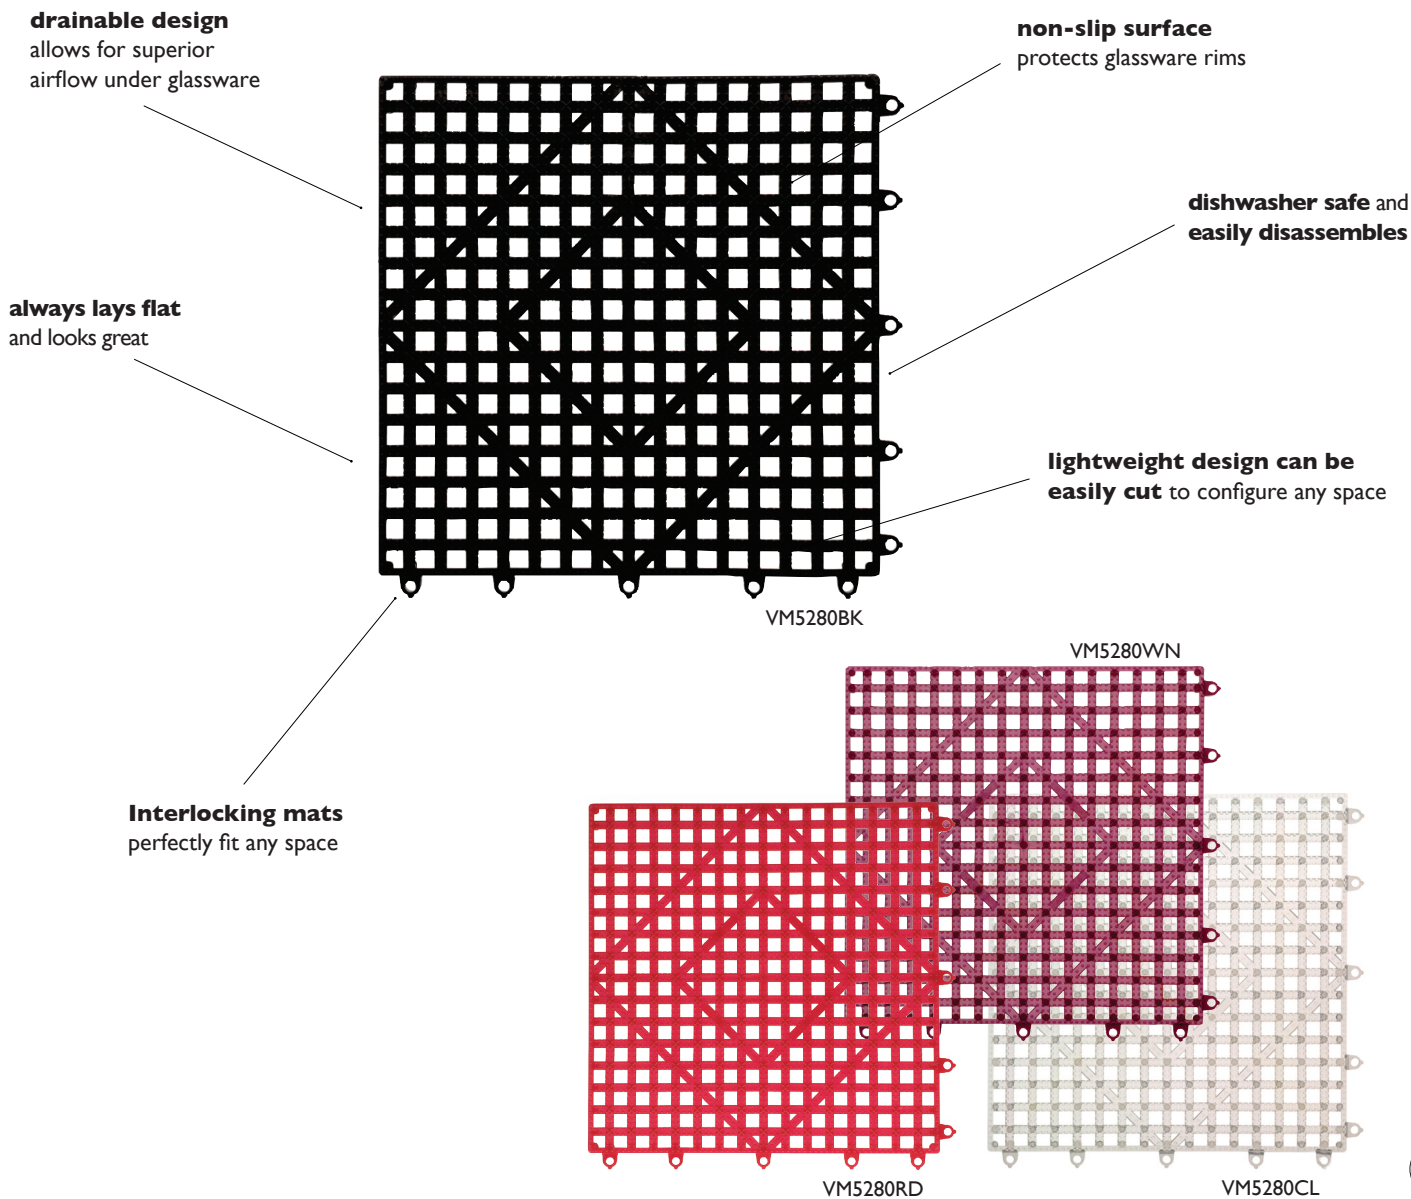 drainable design
allows for superior
airflow under glassware
non-slip surface
protects glassware rims
dishwasher safe and
easily disassembles
always lays flat
and looks great
lightweight design can be
easily cut to configure any space
VM5280BK
VM5280WN
Interlocking mats
perfectly fit any space
VM5280RD
VM5280CL